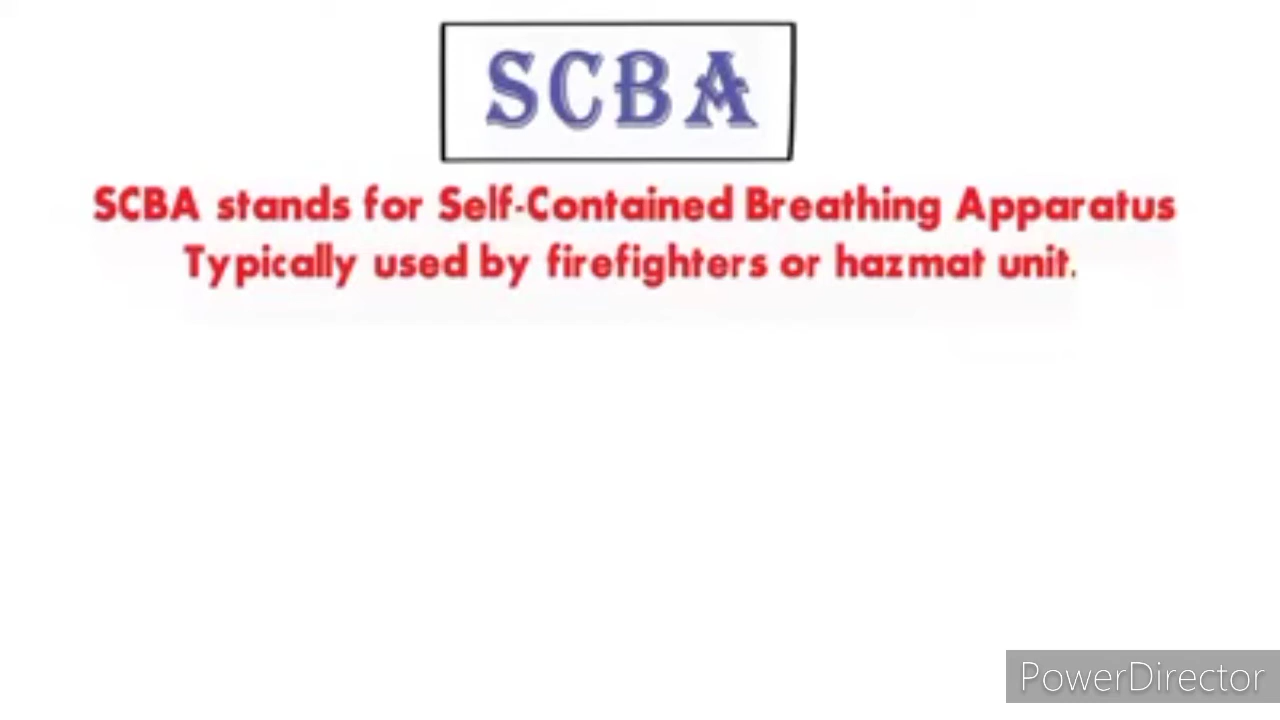 SCBA
SCBA stands for Self-Contained Breathing Apparatus
Typically used by firefighters or hazmat unit.
PowerDirector